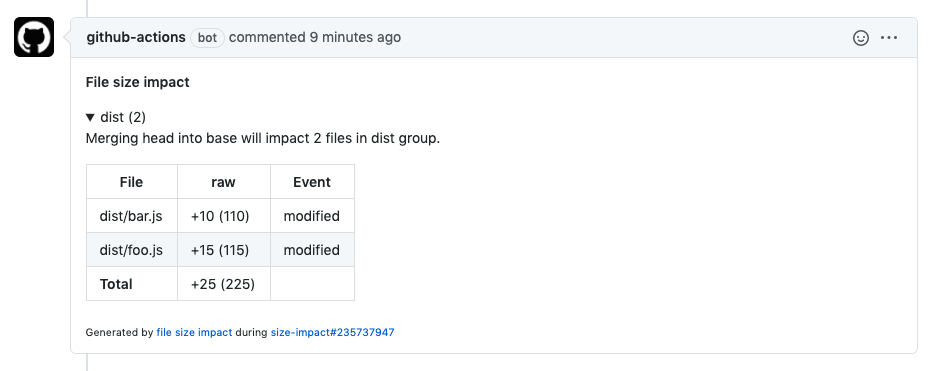 github-actions bot commented 9 minutes ago
File size impact
▼ dist (2)
Merging head into base will impact 2 files in dist group.
File raw Event
dist/bar.js +10 (110) modified
dist/foo.js +15 (115) modified
Total +25 (225)
Generated by file size impact during size-impact#235737947